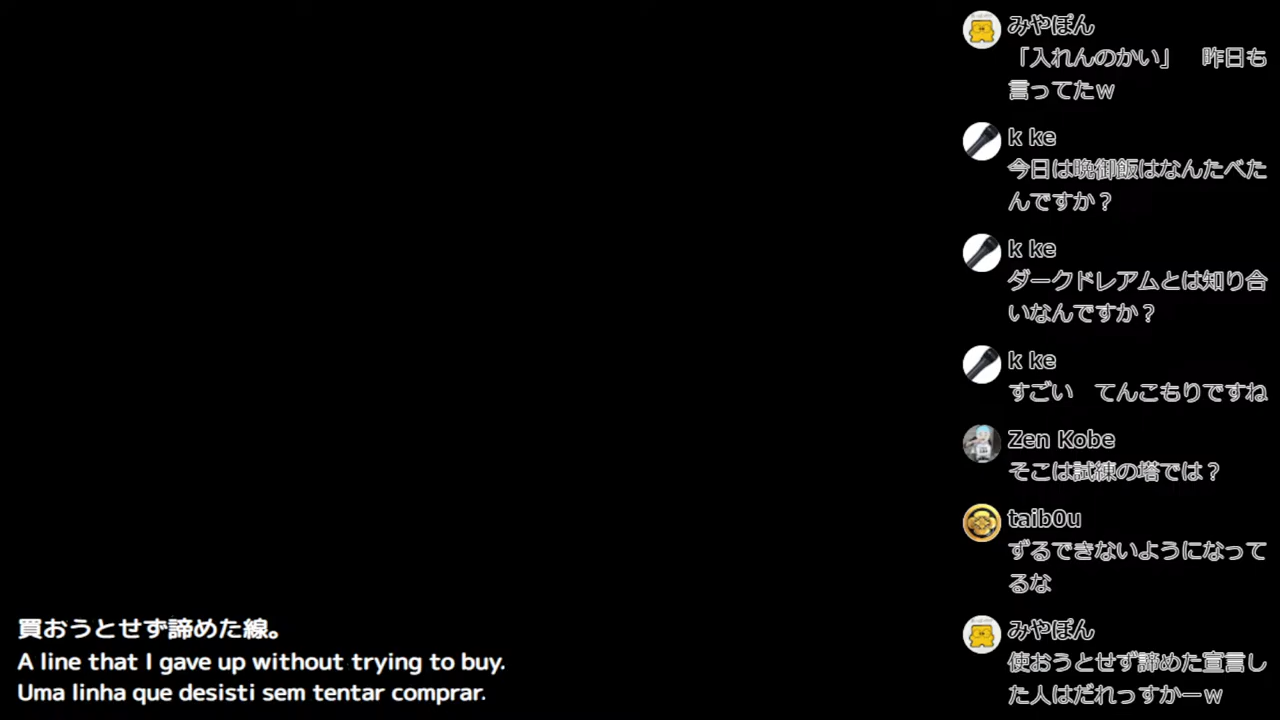 みやぽん
「入れんのかい」　昨日も
言ってたｗ
k ke
今日は晩御飯はなんたべた
んですか？
k ke
ダークドレアムとは知り合
いなんですか？
k ke
すごい　てんこもりですね
Zen Kobe
そこは試練の塔では？
taib0u
ずるできないようになって
るな
みやぽん
使おうとせず諦めた宣言し
た人はだれっすかーｗ
買おうとせず諦めた線。
A line that I gave up without trying to buy.
Uma linha que desisti sem tentar comprar.